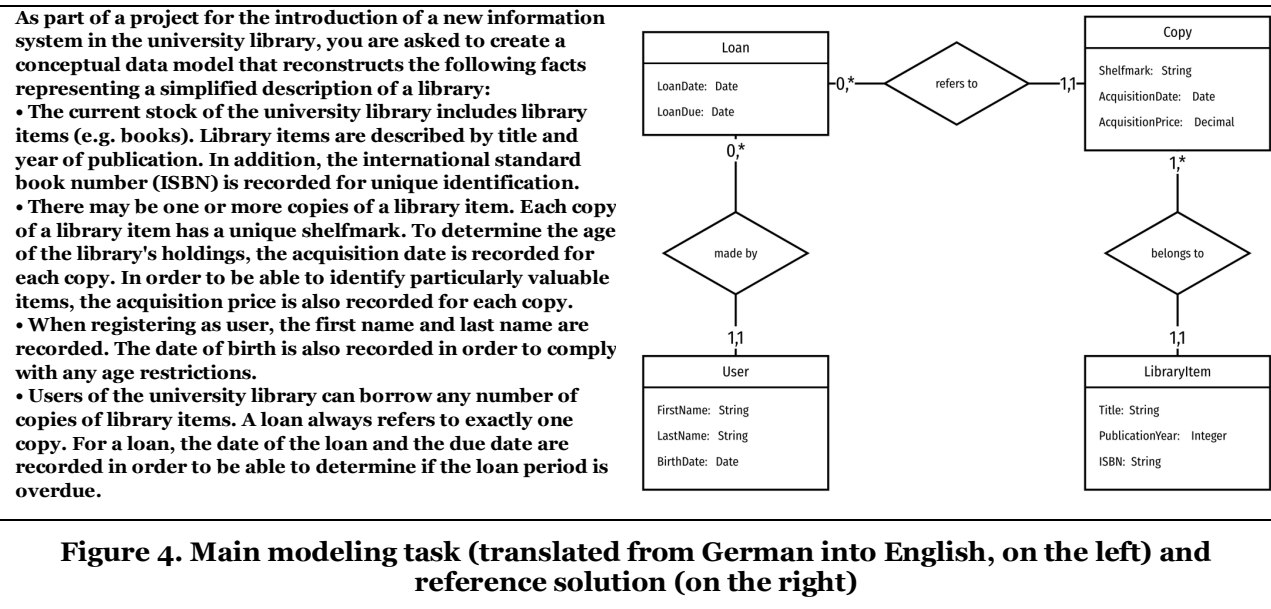 As part of a project for the introduction of a new information
system in the university library, you are asked to create a
conceptual data model that reconstructs the following facts
representing a simplified description of a library:
• The current stock of the university library includes library
items (e.g. books). Library items are described by title and
year of publication. In addition, the international standard
book number (ISBN) is recorded for unique identification.
• There may be one or more copies of a library item. Each copy
of a library item has a unique shelfmark. To determine the age
of the library's holdings, the acquisition date is recorded for
each copy. In order to be able to identify particularly valuable
items, the acquisition price is also recorded for each copy.
• When registering as user, the first name and last name are
recorded. The date of birth is also recorded in order to comply
with any age restrictions.
• Users of the university library can borrow any number of
copies of library items. A loan always refers to exactly one
copy. For a loan, the date of the loan and the due date are
recorded in order to be able to determine if the loan period is
overdue.
Loan
LoanDate: Date
LoanDue: Date
0,*
refers to
1,1
Copy
Shelfmark: String
AcquisitionDate: Date
AcquisitionPrice: Decimal
0,*
made by
1,1
1,*
belongs to
1,1
User
FirstName: String
LastName: String
BirthDate: Date
LibraryItem
Title: String
PublicationYear: Integer
ISBN: String
Figure 4. Main modeling task (translated from German into English, on the left) and
reference solution (on the right)